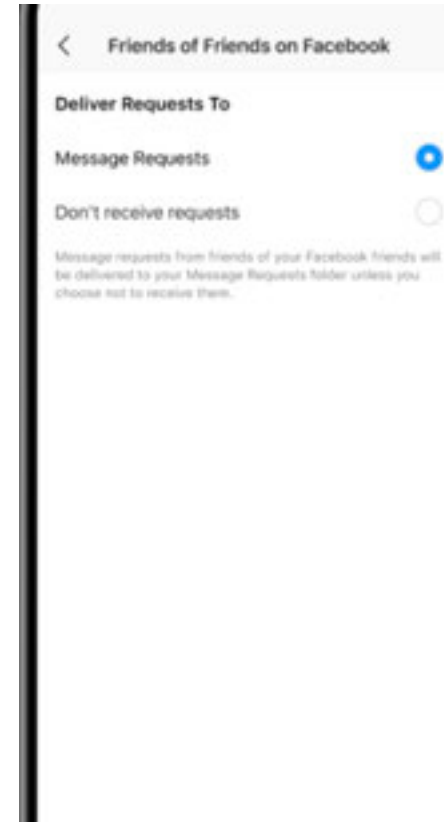 Friends of Friends on Facebook
Deliver Requests To
Message Requests
Don't receive requests
Message requests from friends of your Facebook friends will
be delivered to your Message Requests folder unless you
choose not to receive them.